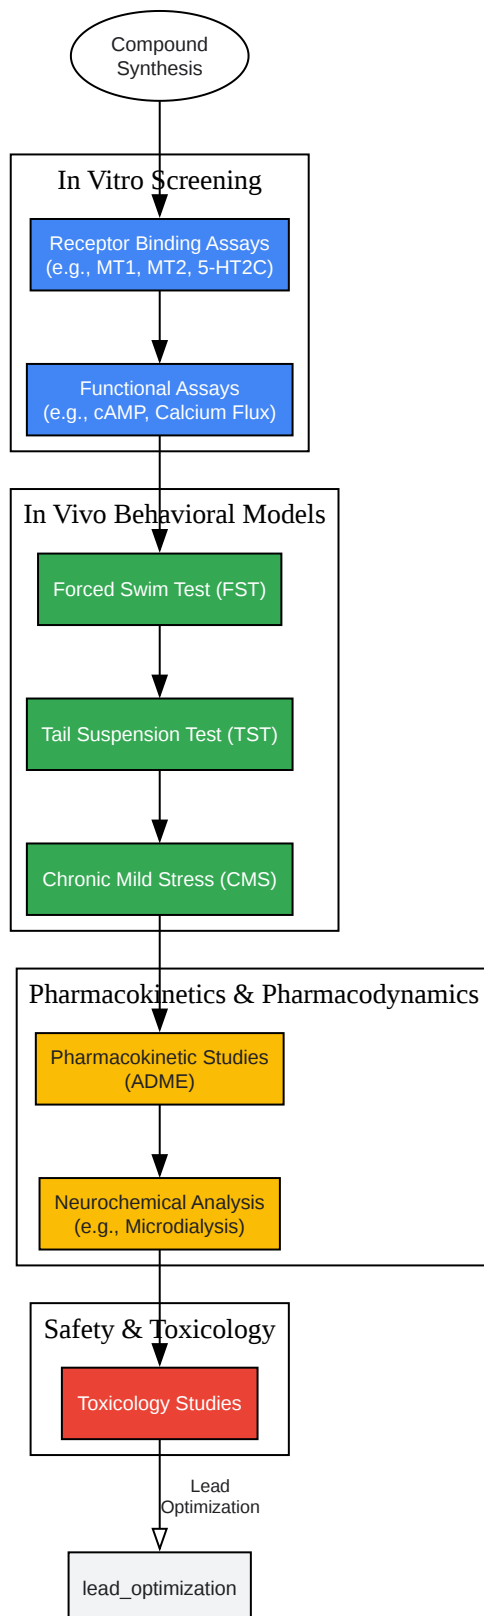 Compound
Synthesis
In Vitro Screening
Receptor Binding Assays
(e.g., MT1, MT2, 5-HT2C)
Functional Assays
(e.g., cAMP, Calcium Flux)
In Vivo Behavioral Models
Forced Swim Test (FST)
Tail Suspension Test (TST)
Chronic Mild Stress (CMS)
Pharmacokinetics & Pharmacodynamics
Pharmacokinetic Studies
(ADME)
Neurochemical Analysis
(e.g., Microdialysis)
Safety & Toxicology
Toxicology Studies
Lead
Optimization
lead_optimization